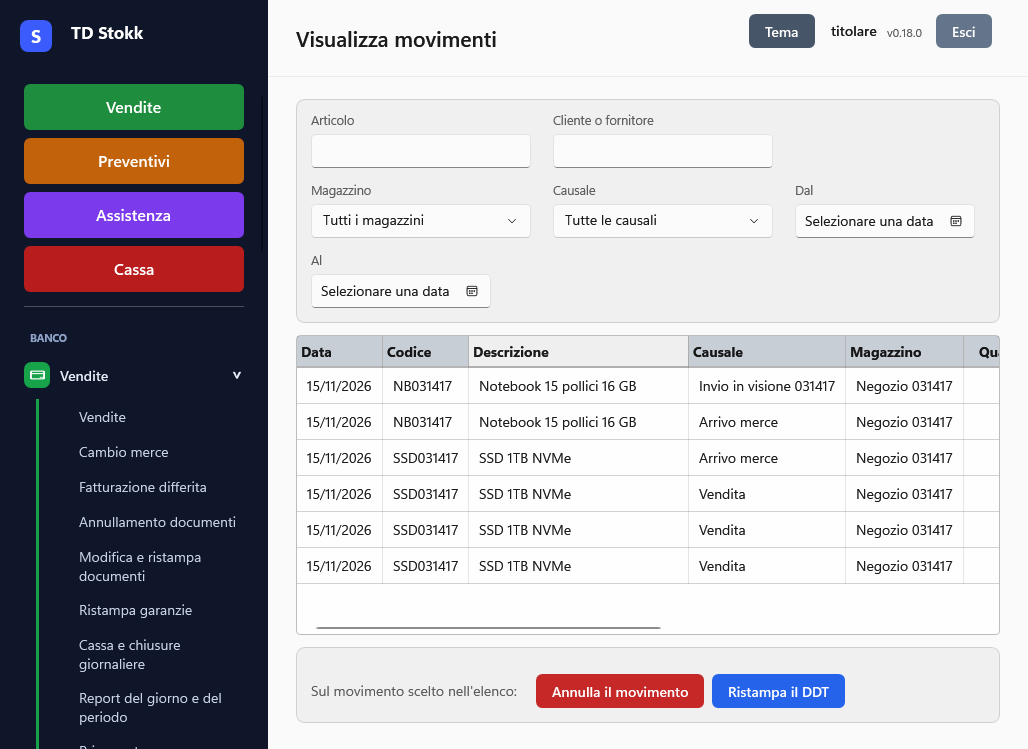 S
TD Stokk
Vendite
Preventivi
Assistenza
Cassa
BANCO
Vendite
Vendite
Cambio merce
Fatturazione differita
Annullamento documenti
Modifica e ristampa
documenti
Ristampa garanzie
Cassa e chiusure
giornaliere
Report del giorno e del
periodo
Visualizza movimenti
Tema
titolare
v0.18.0
Esci
Articolo
Cliente o fornitore
Magazzino
Causale
Dal
Tutti i magazzini
Tutte le causali
Selezionare una data
Al
Selezionare una data
Data Codice Descrizione Causale Magazzino Qu
15/11/2026 NB031417 Notebook 15 pollici 16 GB Invio in visione 031417 Negozio 031417
15/11/2026 NB031417 Notebook 15 pollici 16 GB Arrivo merce Negozio 031417
15/11/2026 SSD031417 SSD 1TB NVMe Arrivo merce Negozio 031417
15/11/2026 SSD031417 SSD 1TB NVMe Vendita Negozio 031417
15/11/2026 SSD031417 SSD 1TB NVMe Vendita Negozio 031417
15/11/2026 SSD031417 SSD 1TB NVMe Vendita Negozio 031417
Sul movimento scelto nell'elenco:
Annulla il movimento
Ristampa il DDT